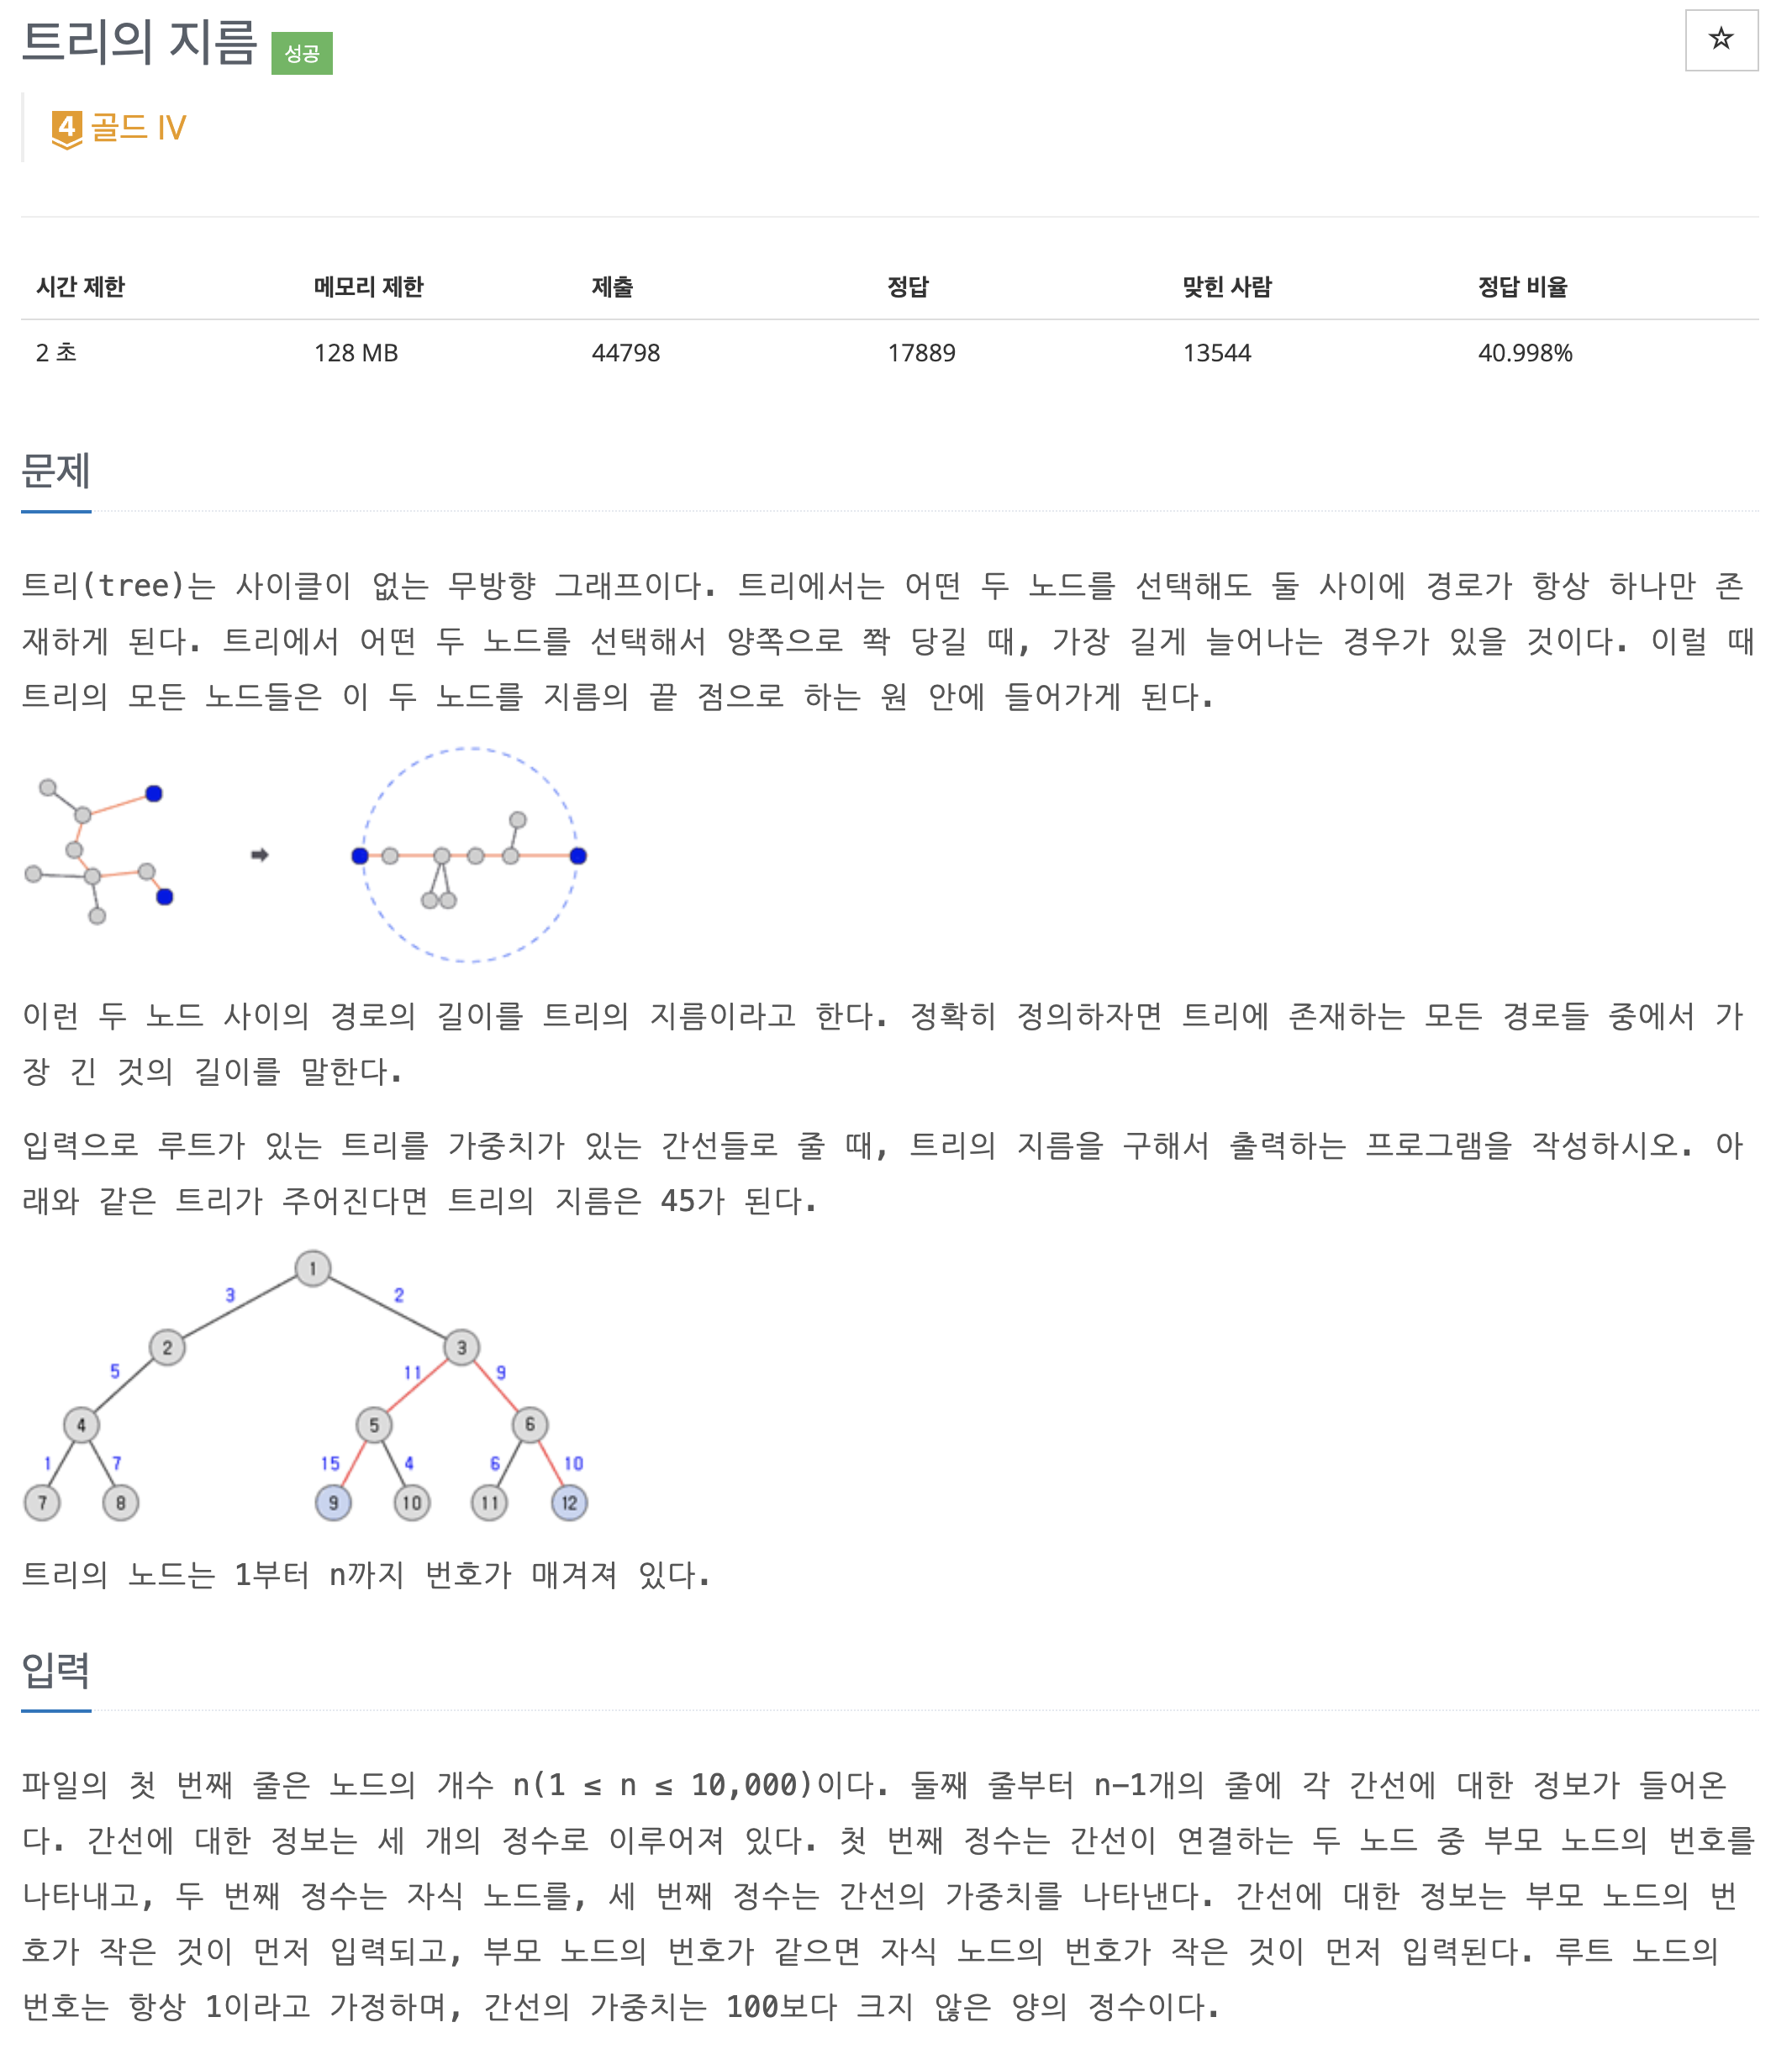 트리의 지름 성공
4 골드 IV
시간 제한 메모리 제한 제출 정답 맞힌 사람 정답 비율
2 초 128 MB 44798 17889 13544 40.998%
문제
트리(tree)는 사이클이 없는 무방향 그래프이다. 트리에서는 어떤 두 노드를 선택해도 둘 사이에 경로가 항상 하나만 존
재하게 된다. 트리에서 어떤 두 노드를 선택해서 양쪽으로 쫙 당길 때, 가장 길게 늘어나는 경우가 있을 것이다. 이럴 때
트리의 모든 노드들은 이 두 노드를 지름의 끝 점으로 하는 원 안에 들어가게 된다.
이런 두 노드 사이의 경로의 길이를 트리의 지름이라고 한다. 정확히 정의하자면 트리에 존재하는 모든 경로들 중에서 가
장 긴 것의 길이를 말한다.
입력으로 루트가 있는 트리를 가중치가 있는 간선들로 줄 때, 트리의 지름을 구해서 출력하는 프로그램을 작성하시오. 아
래와 같은 트리가 주어진다면 트리의 지름은 45가 된다.
1
3 2
2 3
5 11 9
4 5 6
1 7 15 4 6 10
7 8 9 10 11 12
트리의 노드는 1부터 n까지 번호가 매겨져 있다.
입력
파일의 첫 번째 줄은 노드의 개수 n(1 ≤ n ≤ 10,000)이다. 둘째 줄부터 n-1개의 줄에 각 간선에 대한 정보가 들어온
다. 간선에 대한 정보는 세 개의 정수로 이루어져 있다. 첫 번째 정수는 간선이 연결하는 두 노드 중 부모 노드의 번호를
나타내고, 두 번째 정수는 자식 노드를, 세 번째 정수는 간선의 가중치를 나타낸다. 간선에 대한 정보는 부모 노드의 번
호가 작은 것이 먼저 입력되고, 부모 노드의 번호가 같으면 자식 노드의 번호가 작은 것이 먼저 입력된다. 루트 노드의
번호는 항상 1이라고 가정하며, 간선의 가중치는 100보다 크지 않은 양의 정수이다.